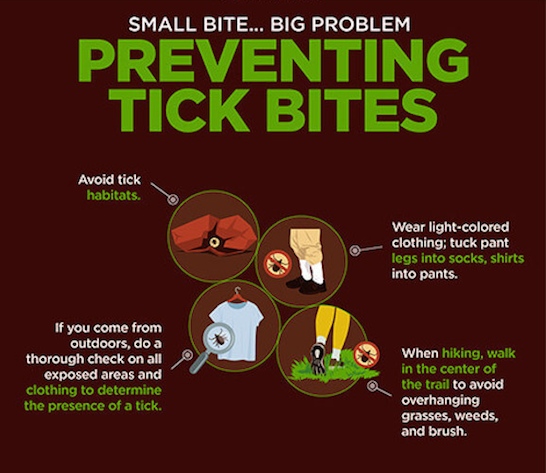 SMALL BITE... BIG PROBLEM
PREVENTING
TICK BITES
Avoid tick
habitats.
Wear light-colored
clothing; tuck pant
legs into socks, shirts
into pants.
If you come from
outdoors, do a
thorough check on all
exposed areas and
clothing to determine
the presence of a tick.
When hiking, walk
in the center of
the trail to avoid
overhanging
grasses, weeds,
and brush.